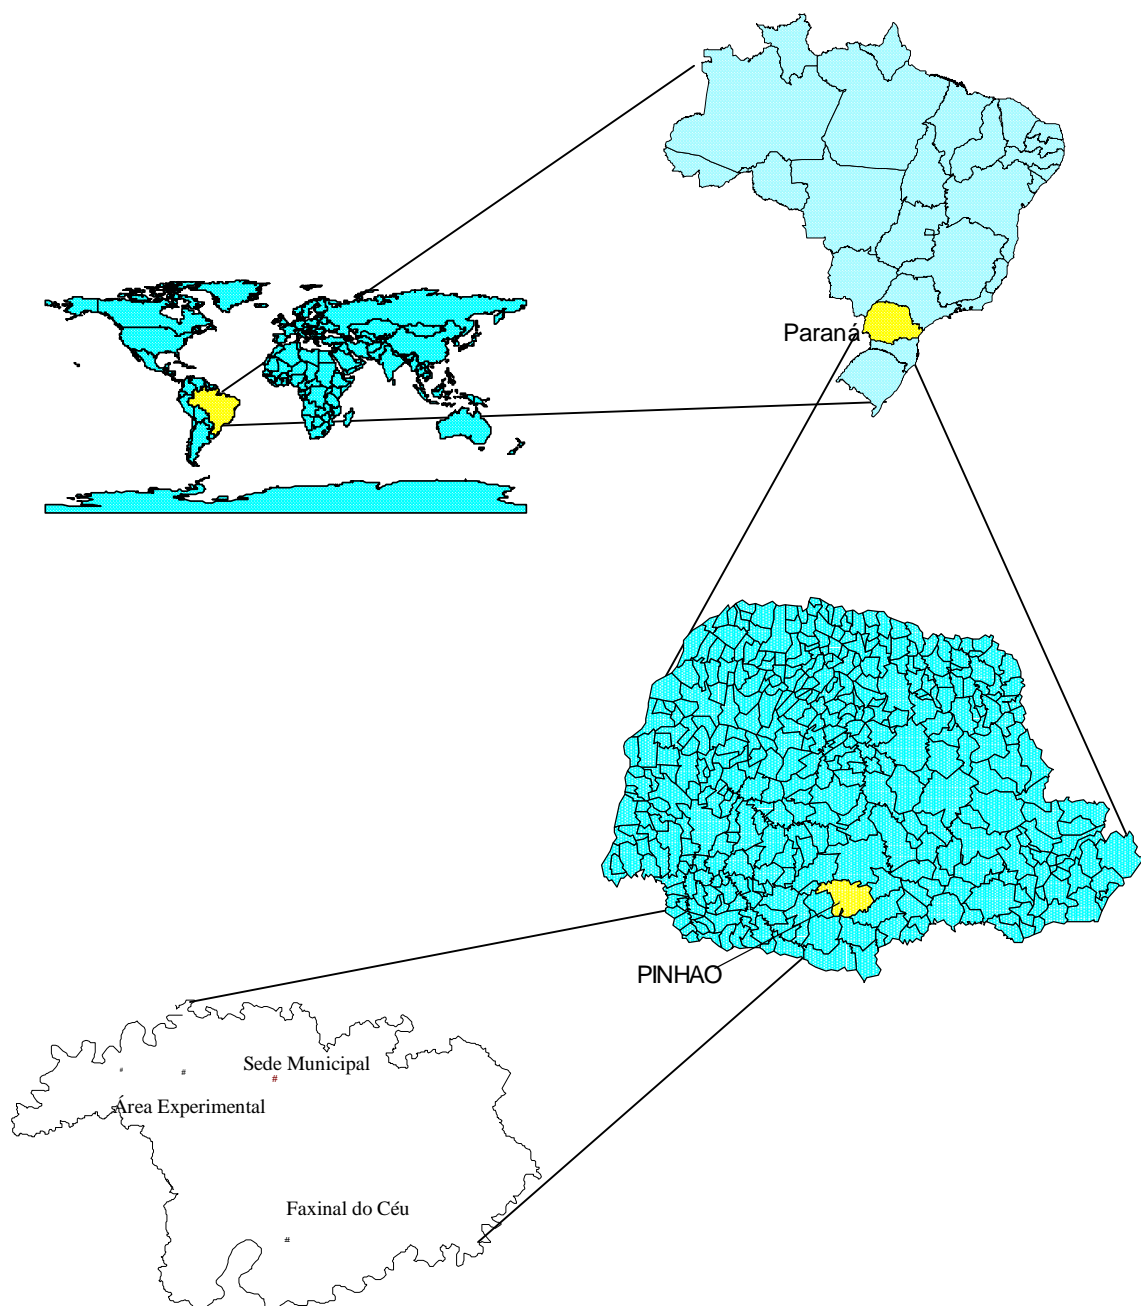 Paraná
PINHAO
Sede Municipal
# # #
Área Experimental
Faxinal do Céu
#